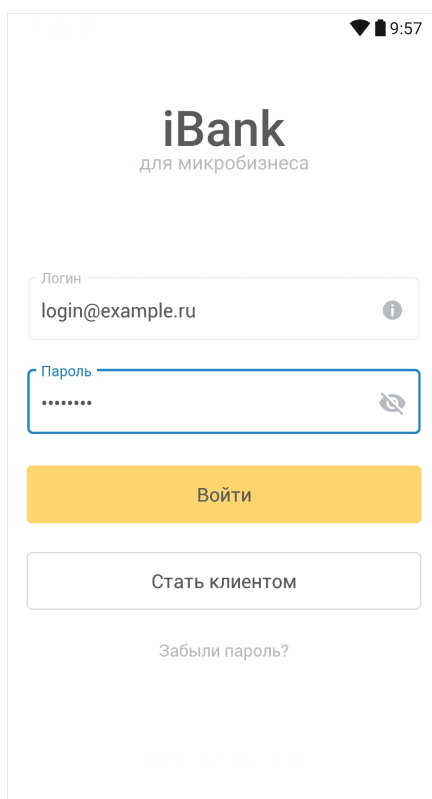 9:57
iBank
для микробизнеса
Логин
login@example.ru
Пароль
••••••••
Войти
Стать клиентом
Забыли пароль?